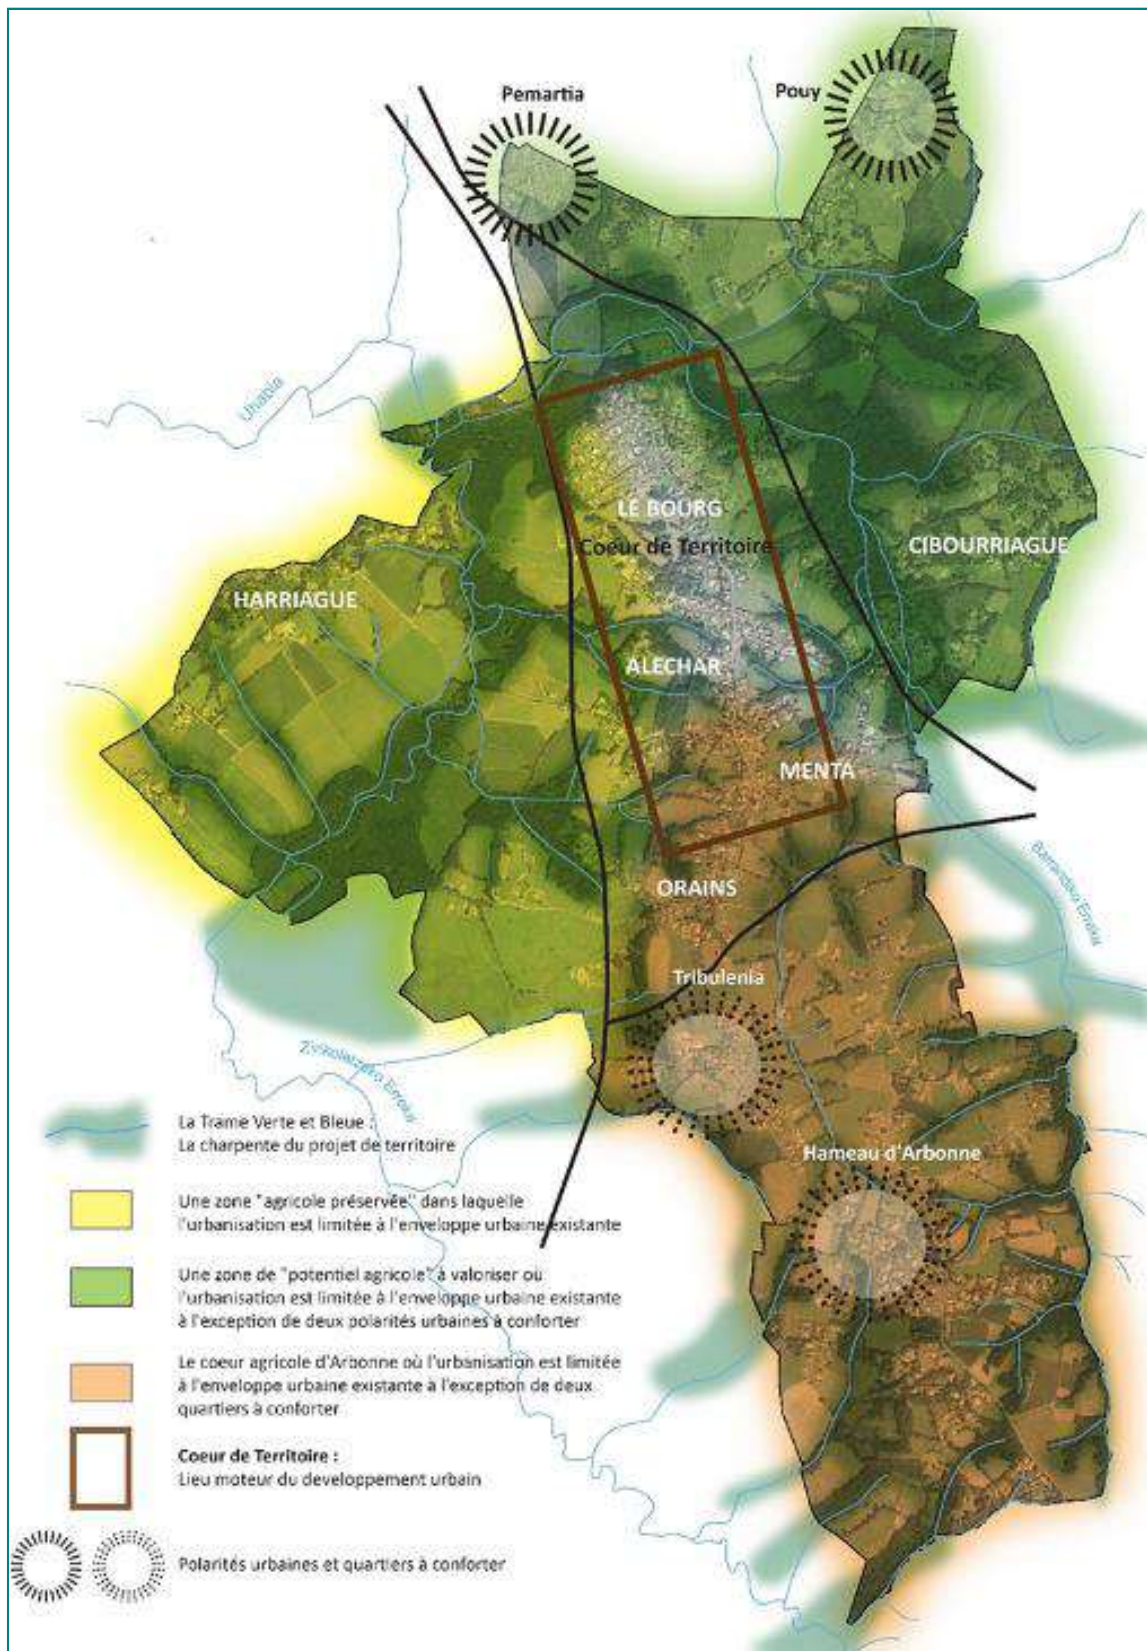 Pemartia
Pouy
Uhabia
LE BOURG
Coeur de Territoire
CIBOURRIAGUE
HARRIAGUE
ALECHAR
MENTA
ORAINS
Tribulenia
Hameau d'Arbonne
La Trame Verte et Bleue :
La charpente du projet de territoire
Une zone "agricole préservée" dans laquelle
l'urbanisation est limitée à l'enveloppe urbaine existante
Une zone de "potentiel agricole" à valoriser où
l'urbanisation est limitée à l'enveloppe urbaine existante
à l'exception de deux polarités urbaines à conforter
Le coeur agricole d'Arbonne où l'urbanisation est limitée
à l'enveloppe urbaine existante à l'exception de deux
quartiers à conforter
Coeur de Territoire :
Lieu moteur du developpement urbain
Polarités urbaines et quartiers à conforter